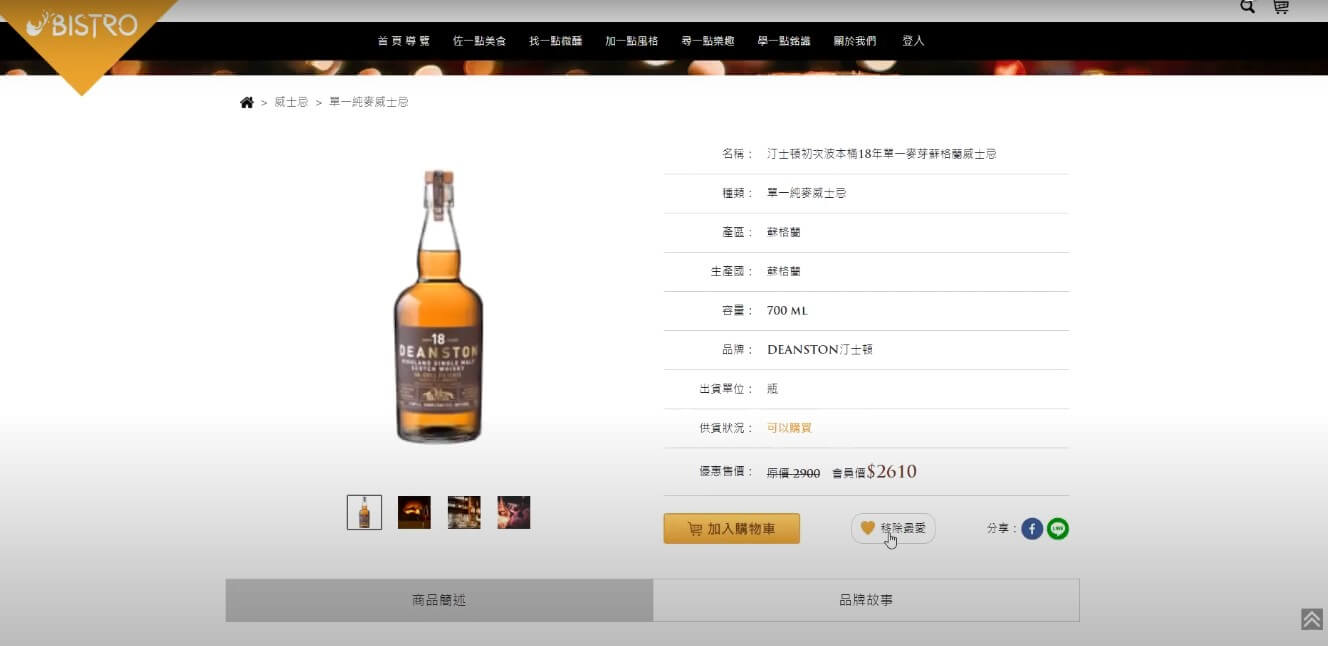 BISTRO
首頁導覽 佐一點美食 找一點微醺 加一點風格 尋一點樂趣 學一點銘識 關於我們 登入
> 威士忌 > 單一純麥威士忌
名稱： 汀士頓初次波本桶18年單一麥芽蘇格蘭威士忌
種類： 單一純麥威士忌
產區： 蘇格蘭
生產國： 蘇格蘭
容量： 700 ML
品牌： DEANSTON汀士頓
出貨單位： 瓶
供貨狀況： 可以購買
優惠售價： 原價 2900 會員價$2610
18
DEANSTON
HIGHLAND SINGLE MALT
SCOTCH WHISKY
加入購物車
移除最愛
分享：
LINE
商品簡述
品牌故事